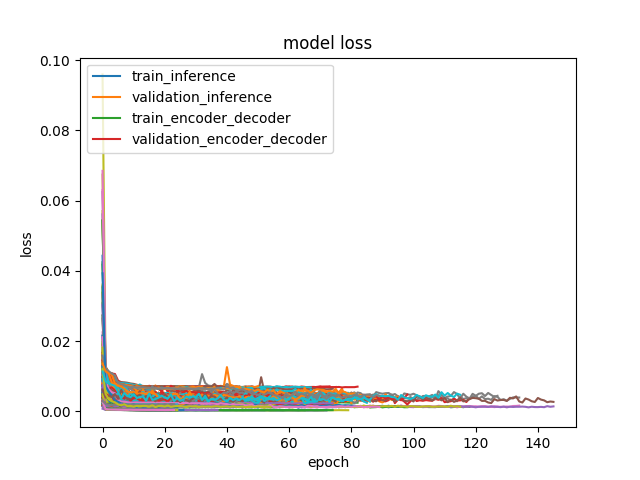 model loss
0.10
0.08
0.06
0.04
0.02
0.00
loss
train_inference
validation_inference
train_encoder_decoder
validation_encoder_decoder
0 20 40 60 80 100 120 140
epoch